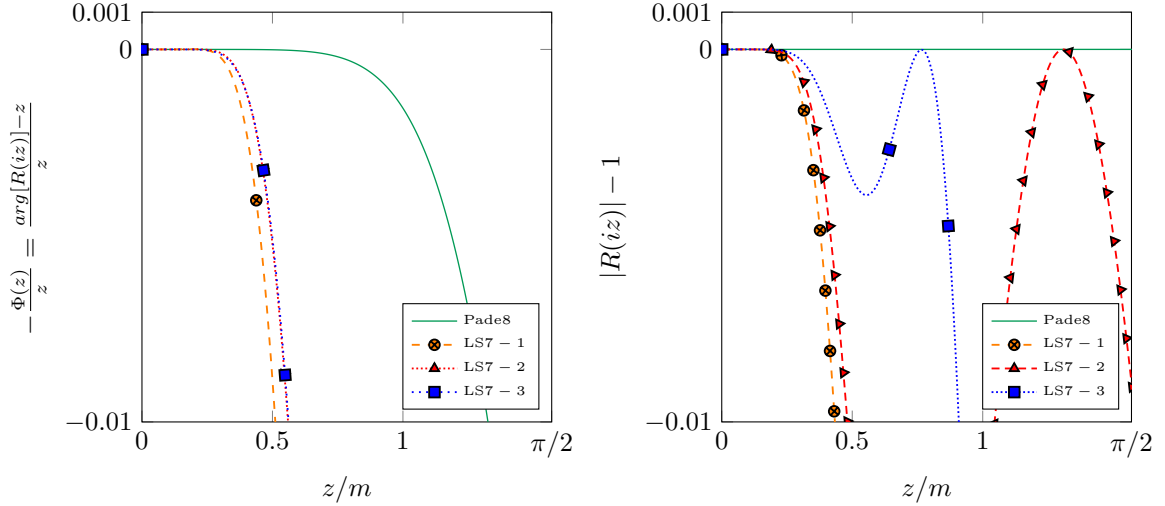 0.001
0
−0.01
0
0.5
1
π/2
z/m
−Φ(z)/z = arg[R(iz)]−z/z
Pade8
LS7 − 1
LS7 − 2
LS7 − 3
0.001
0
−0.01
0
0.5
1
π/2
z/m
|R(iz)| − 1
Pade8
LS7 − 1
LS7 − 2
LS7 − 3